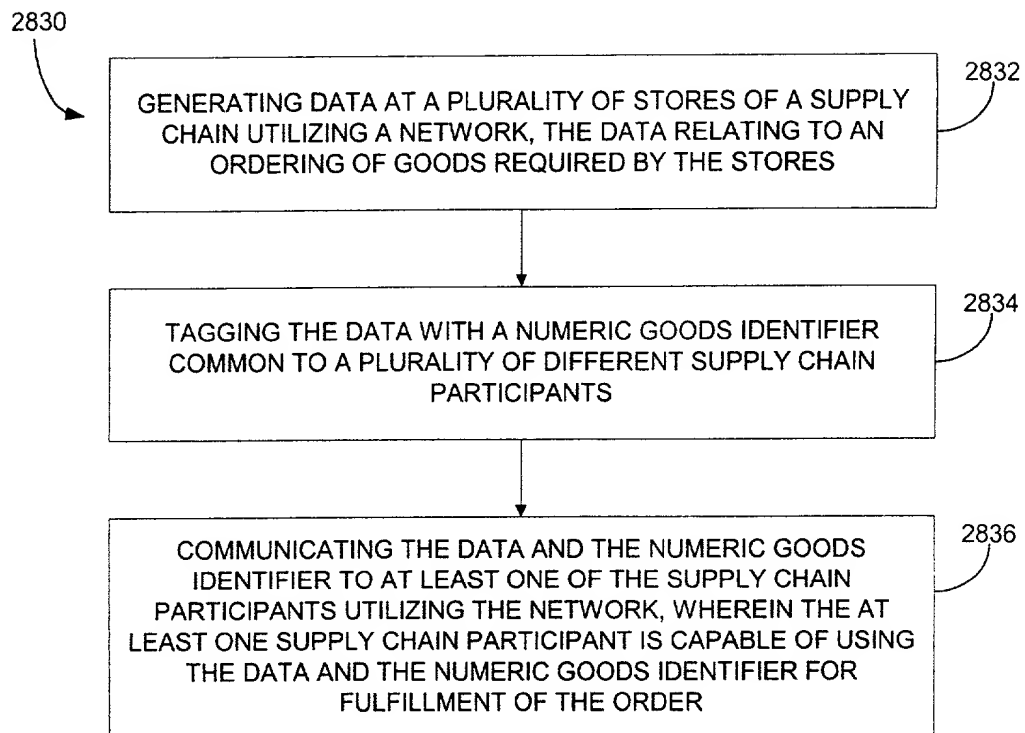 2830
2832
GENERATING DATA AT A PLURALITY OF STORES OF A SUPPLY
CHAIN UTILIZING A NETWORK, THE DATA RELATING TO AN
ORDERING OF GOODS REQUIRED BY THE STORES
2834
TAGGING THE DATA WITH A NUMERIC GOODS IDENTIFIER
COMMON TO A PLURALITY OF DIFFERENT SUPPLY CHAIN
PARTICIPANTS
2836
COMMUNICATING THE DATA AND THE NUMERIC GOODS
IDENTIFIER TO AT LEAST ONE OF THE SUPPLY CHAIN
PARTICIPANTS UTILIZING THE NETWORK, WHEREIN THE AT
LEAST ONE SUPPLY CHAIN PARTICIPANT IS CAPABLE OF USING
THE DATA AND THE NUMERIC GOODS IDENTIFIER FOR
FULFILLMENT OF THE ORDER